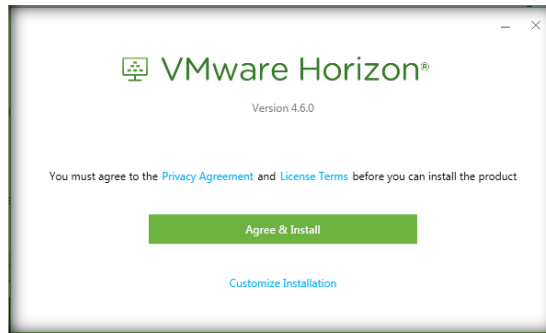 VMware Horizon®
Version 4.6.0
You must agree to the Privacy Agreement and License Terms before you can install the product
Agree & Install
Customize Installation